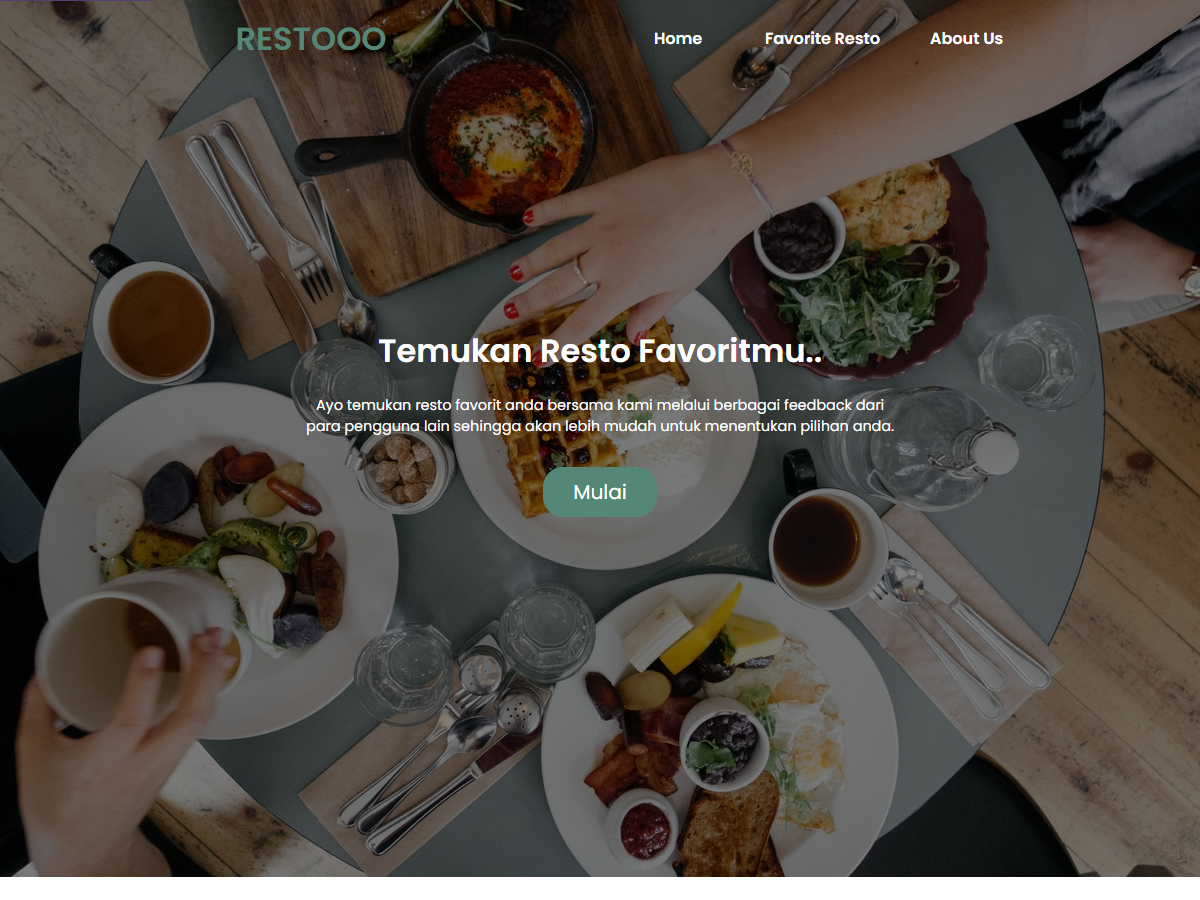 RESTOOO
Home
Favorite Resto
About Us
Temukan Resto Favoritmu..
Ayo temukan resto favorit anda bersama kami melalui berbagai feedback dari
para pengguna lain sehingga akan lebih mudah untuk menentukan pilihan anda.
Mulai